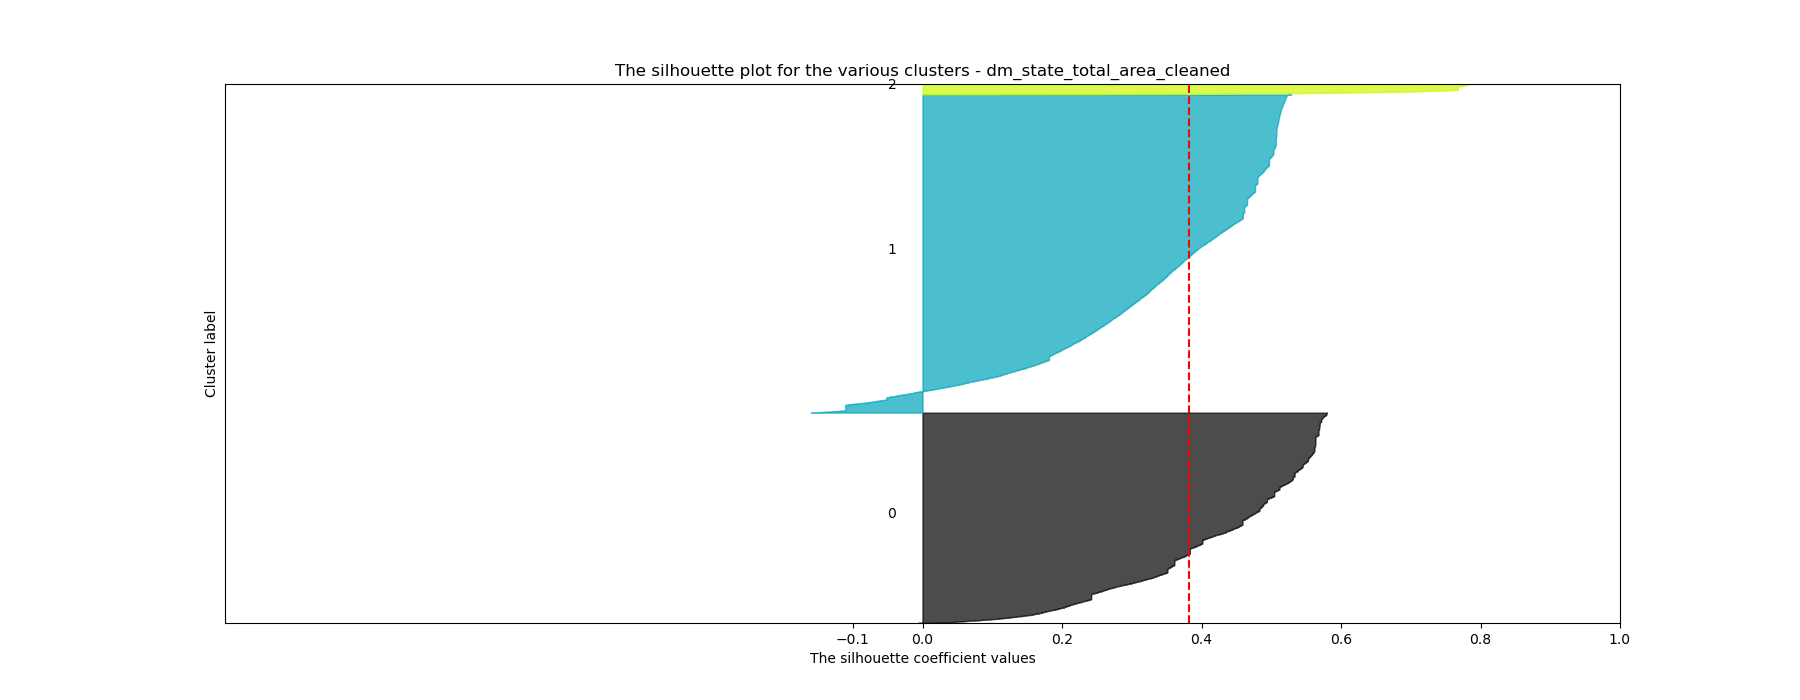 The silhouette plot for the various clusters - dm_state_total_area_cleaned
2
1
0
Cluster label
−0.1 0.0 0.2 0.4 0.6 0.8 1.0
The silhouette coefficient values